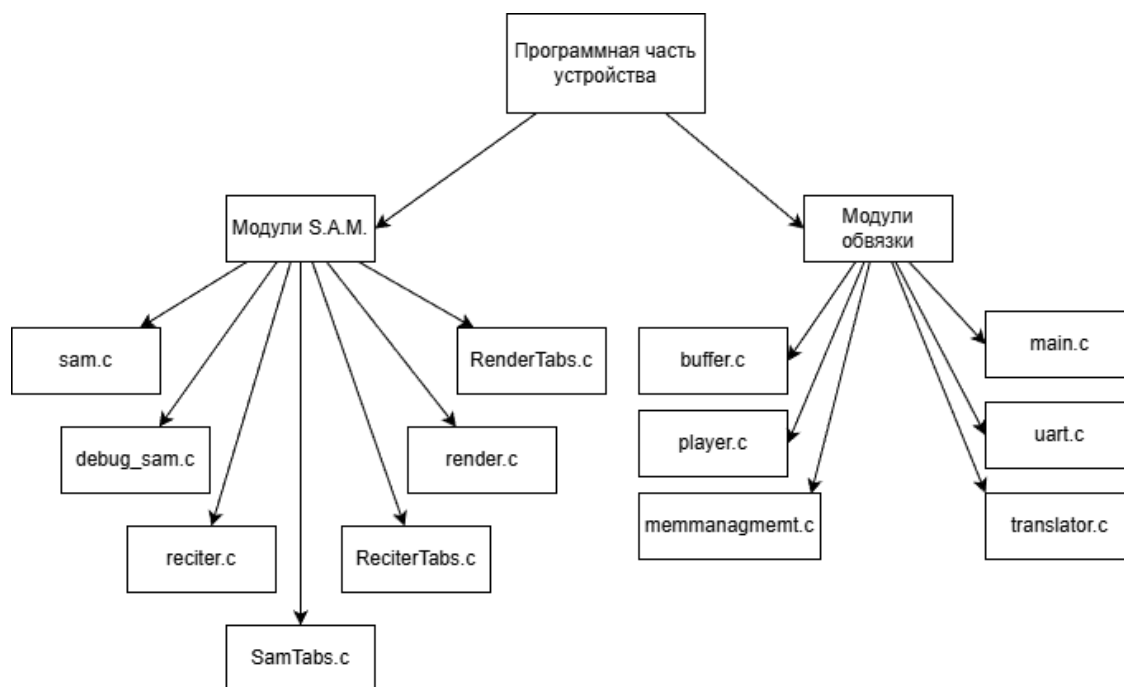 Программная часть
устройства
Модули S.A.M.
Модули
обвязки
sam.c
RenderTabs.c
buffer.c
main.c
debug_sam.c
render.c
player.c
uart.c
reciter.c
ReciterTabs.c
memmanagmemt.c
translator.c
SamTabs.c